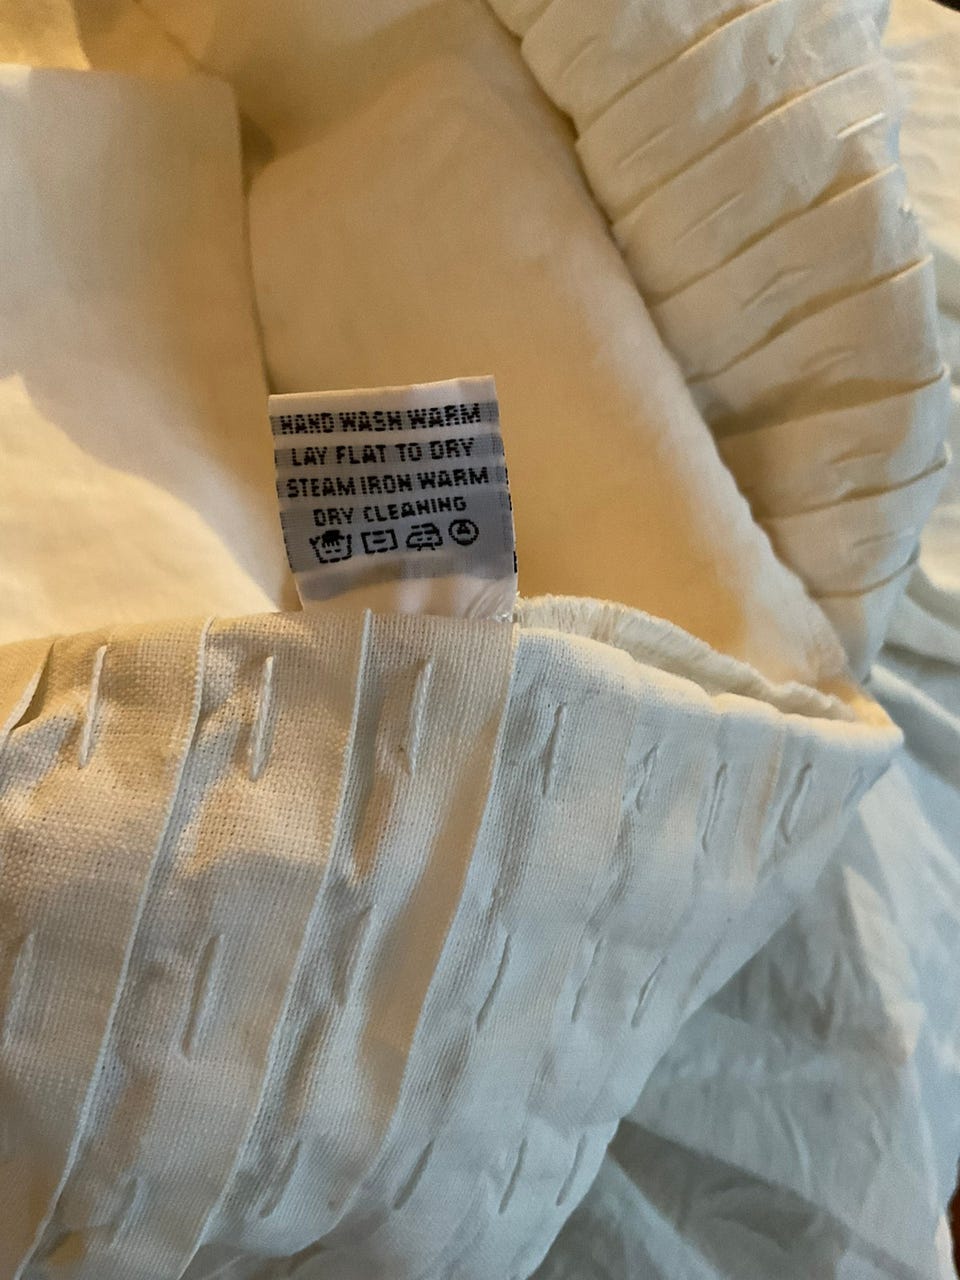 HAND WASH WARM
LAY FLAT TO DRY
STEAM IRON WARM
DRY CLEANING
A